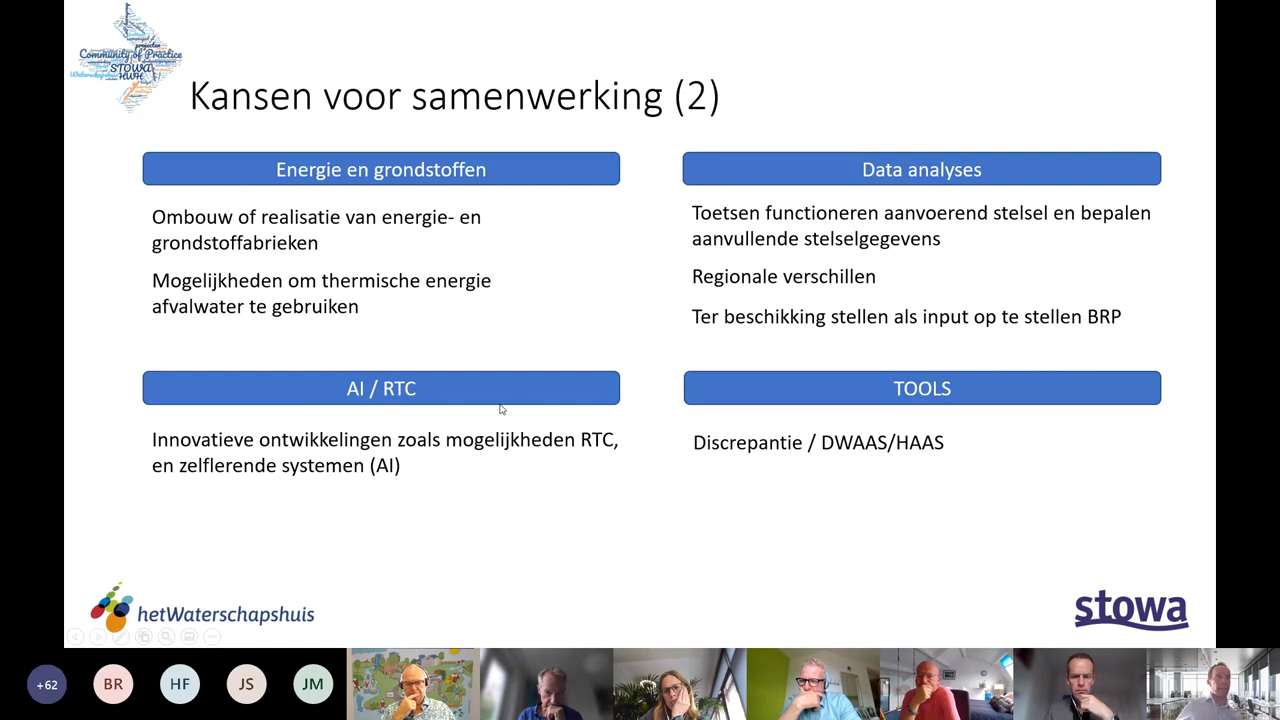 Community of Practice
STOWA
HWH
Kansen voor samenwerking (2)
Energie en grondstoffen
Ombouw of realisatie van energie- en
grondstoffabrieken
Mogelijkheden om thermische energie
afvalwater te gebruiken
Data analyses
Toetsen functioneren aanvoerend stelsel en bepalen
aanvullende stelselgegevens
Regionale verschillen
Ter beschikking stellen als input op te stellen BRP
AI / RTC
Innovatieve ontwikkelingen zoals mogelijkheden RTC,
en zelflerende systemen (AI)
TOOLS
Discrepantie / DWAAS/HAAS
hetWaterschapshuis
stowa
+62
BR
HF
JS
JM